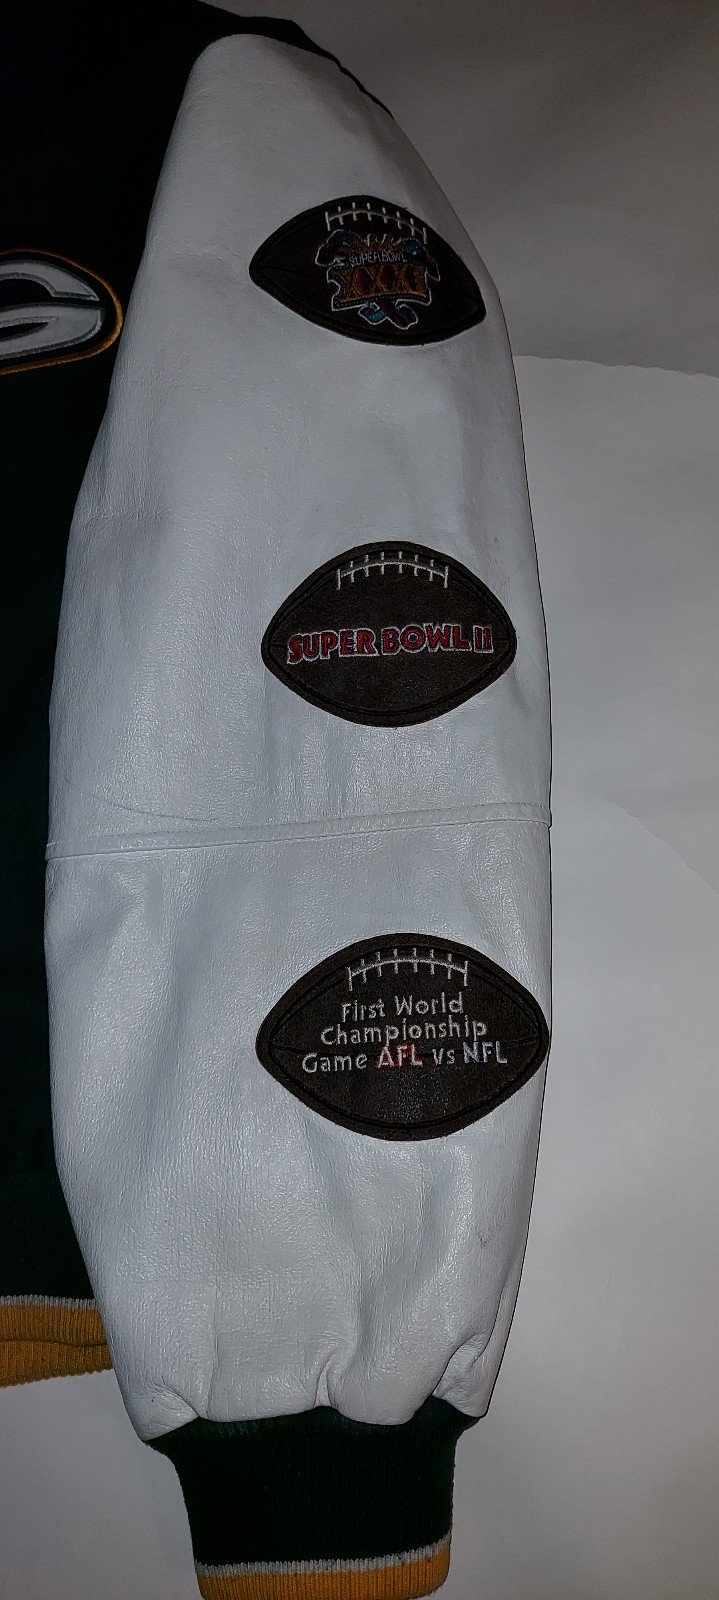 G
SUPER BOWL
XXXI
SUPER BOWL II
First World
Championship
Game AFL vs NFL